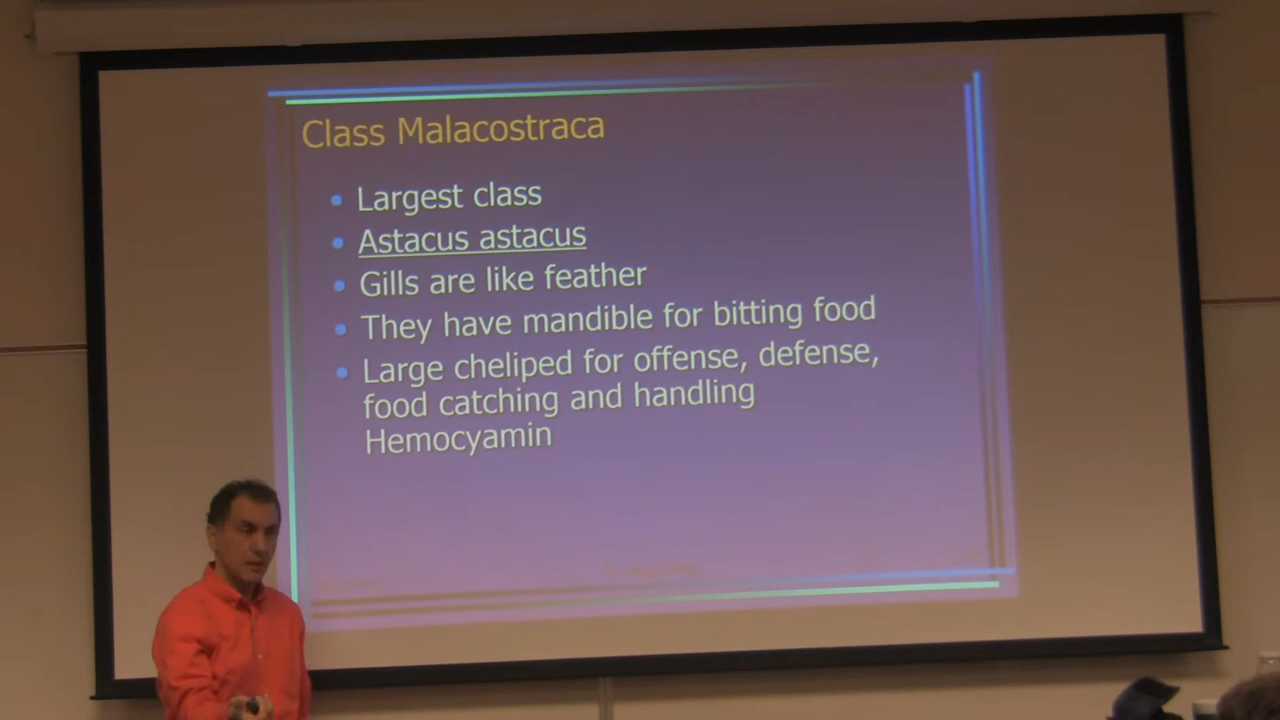 Class Malacostraca
Largest class
Astacus astacus
Gills are like feather
They have mandible for bitting food
Large cheliped for offense, defense,
food catching and handling
Hemocyamin